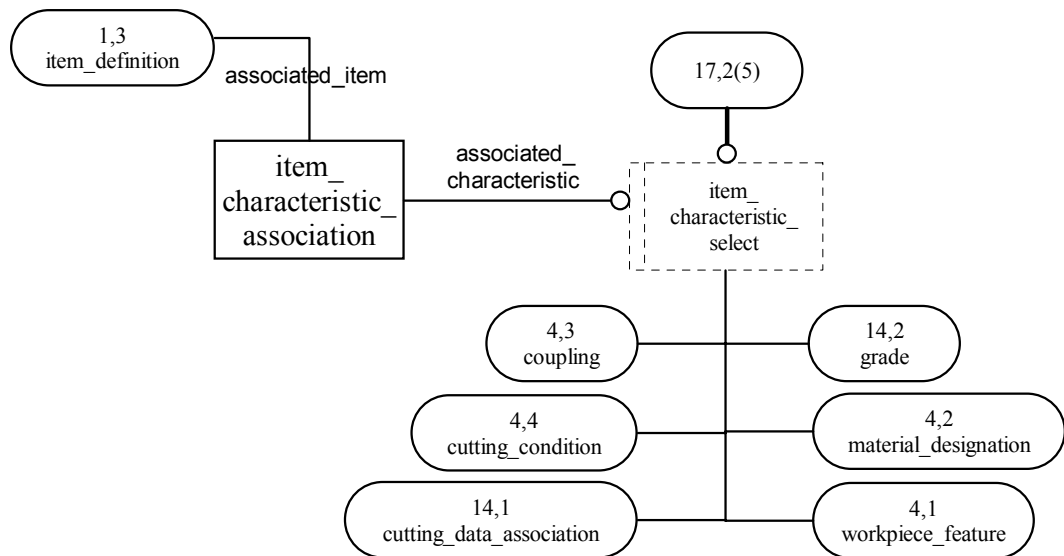 1,3
item_definition
associated_item
17,2(5)
item_
characteristic_
association
associated_
characteristic
item_
characteristic_
select
4,3
coupling
14,2
grade
4,4
cutting_condition
4,2
material_designation
14,1
cutting_data_association
4,1
workpiece_feature